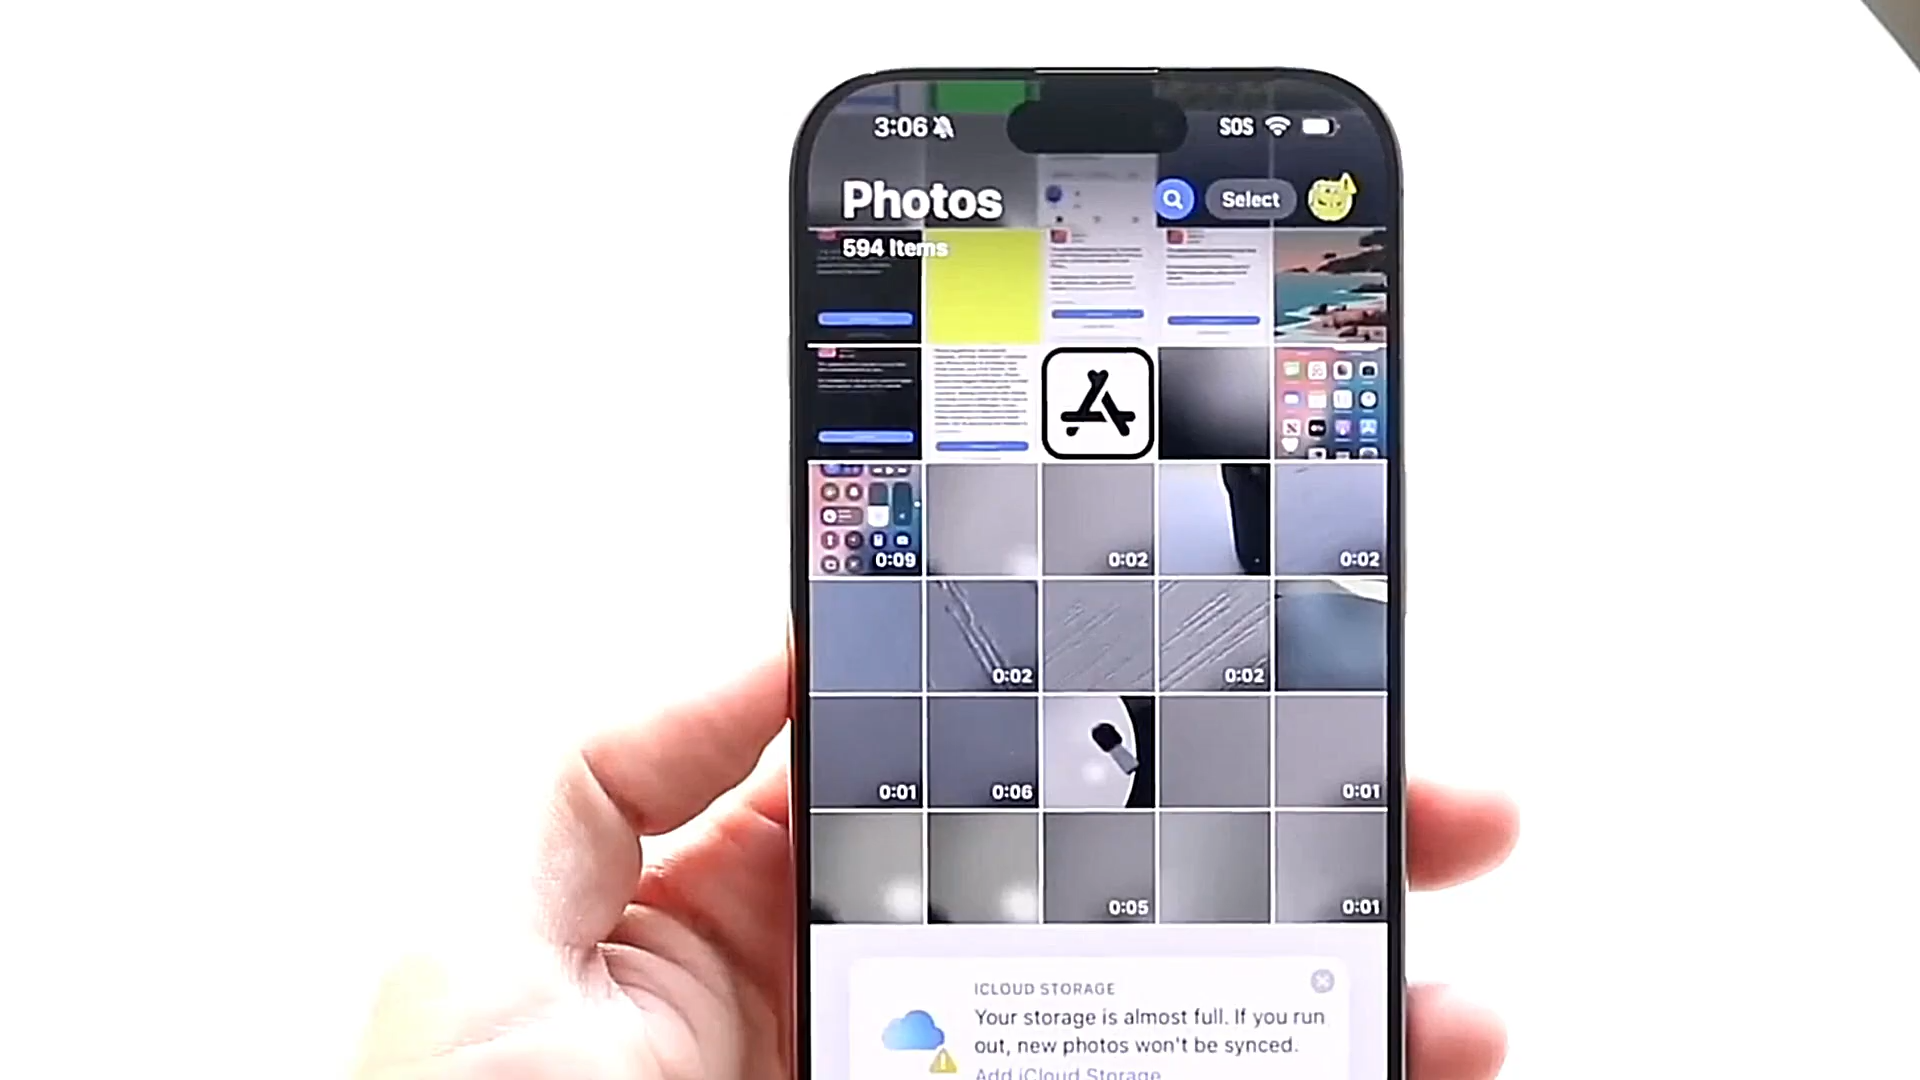 3:06
SOS
Photos
Select
594 Items
0:09
0:02
0:02
0:02
0:02
0:01
0:06
0:01
0:05
0:01
ICLOUD STORAGE
Your storage is almost full. If you run
out, new photos won't be synced.
Add iCloud Storage